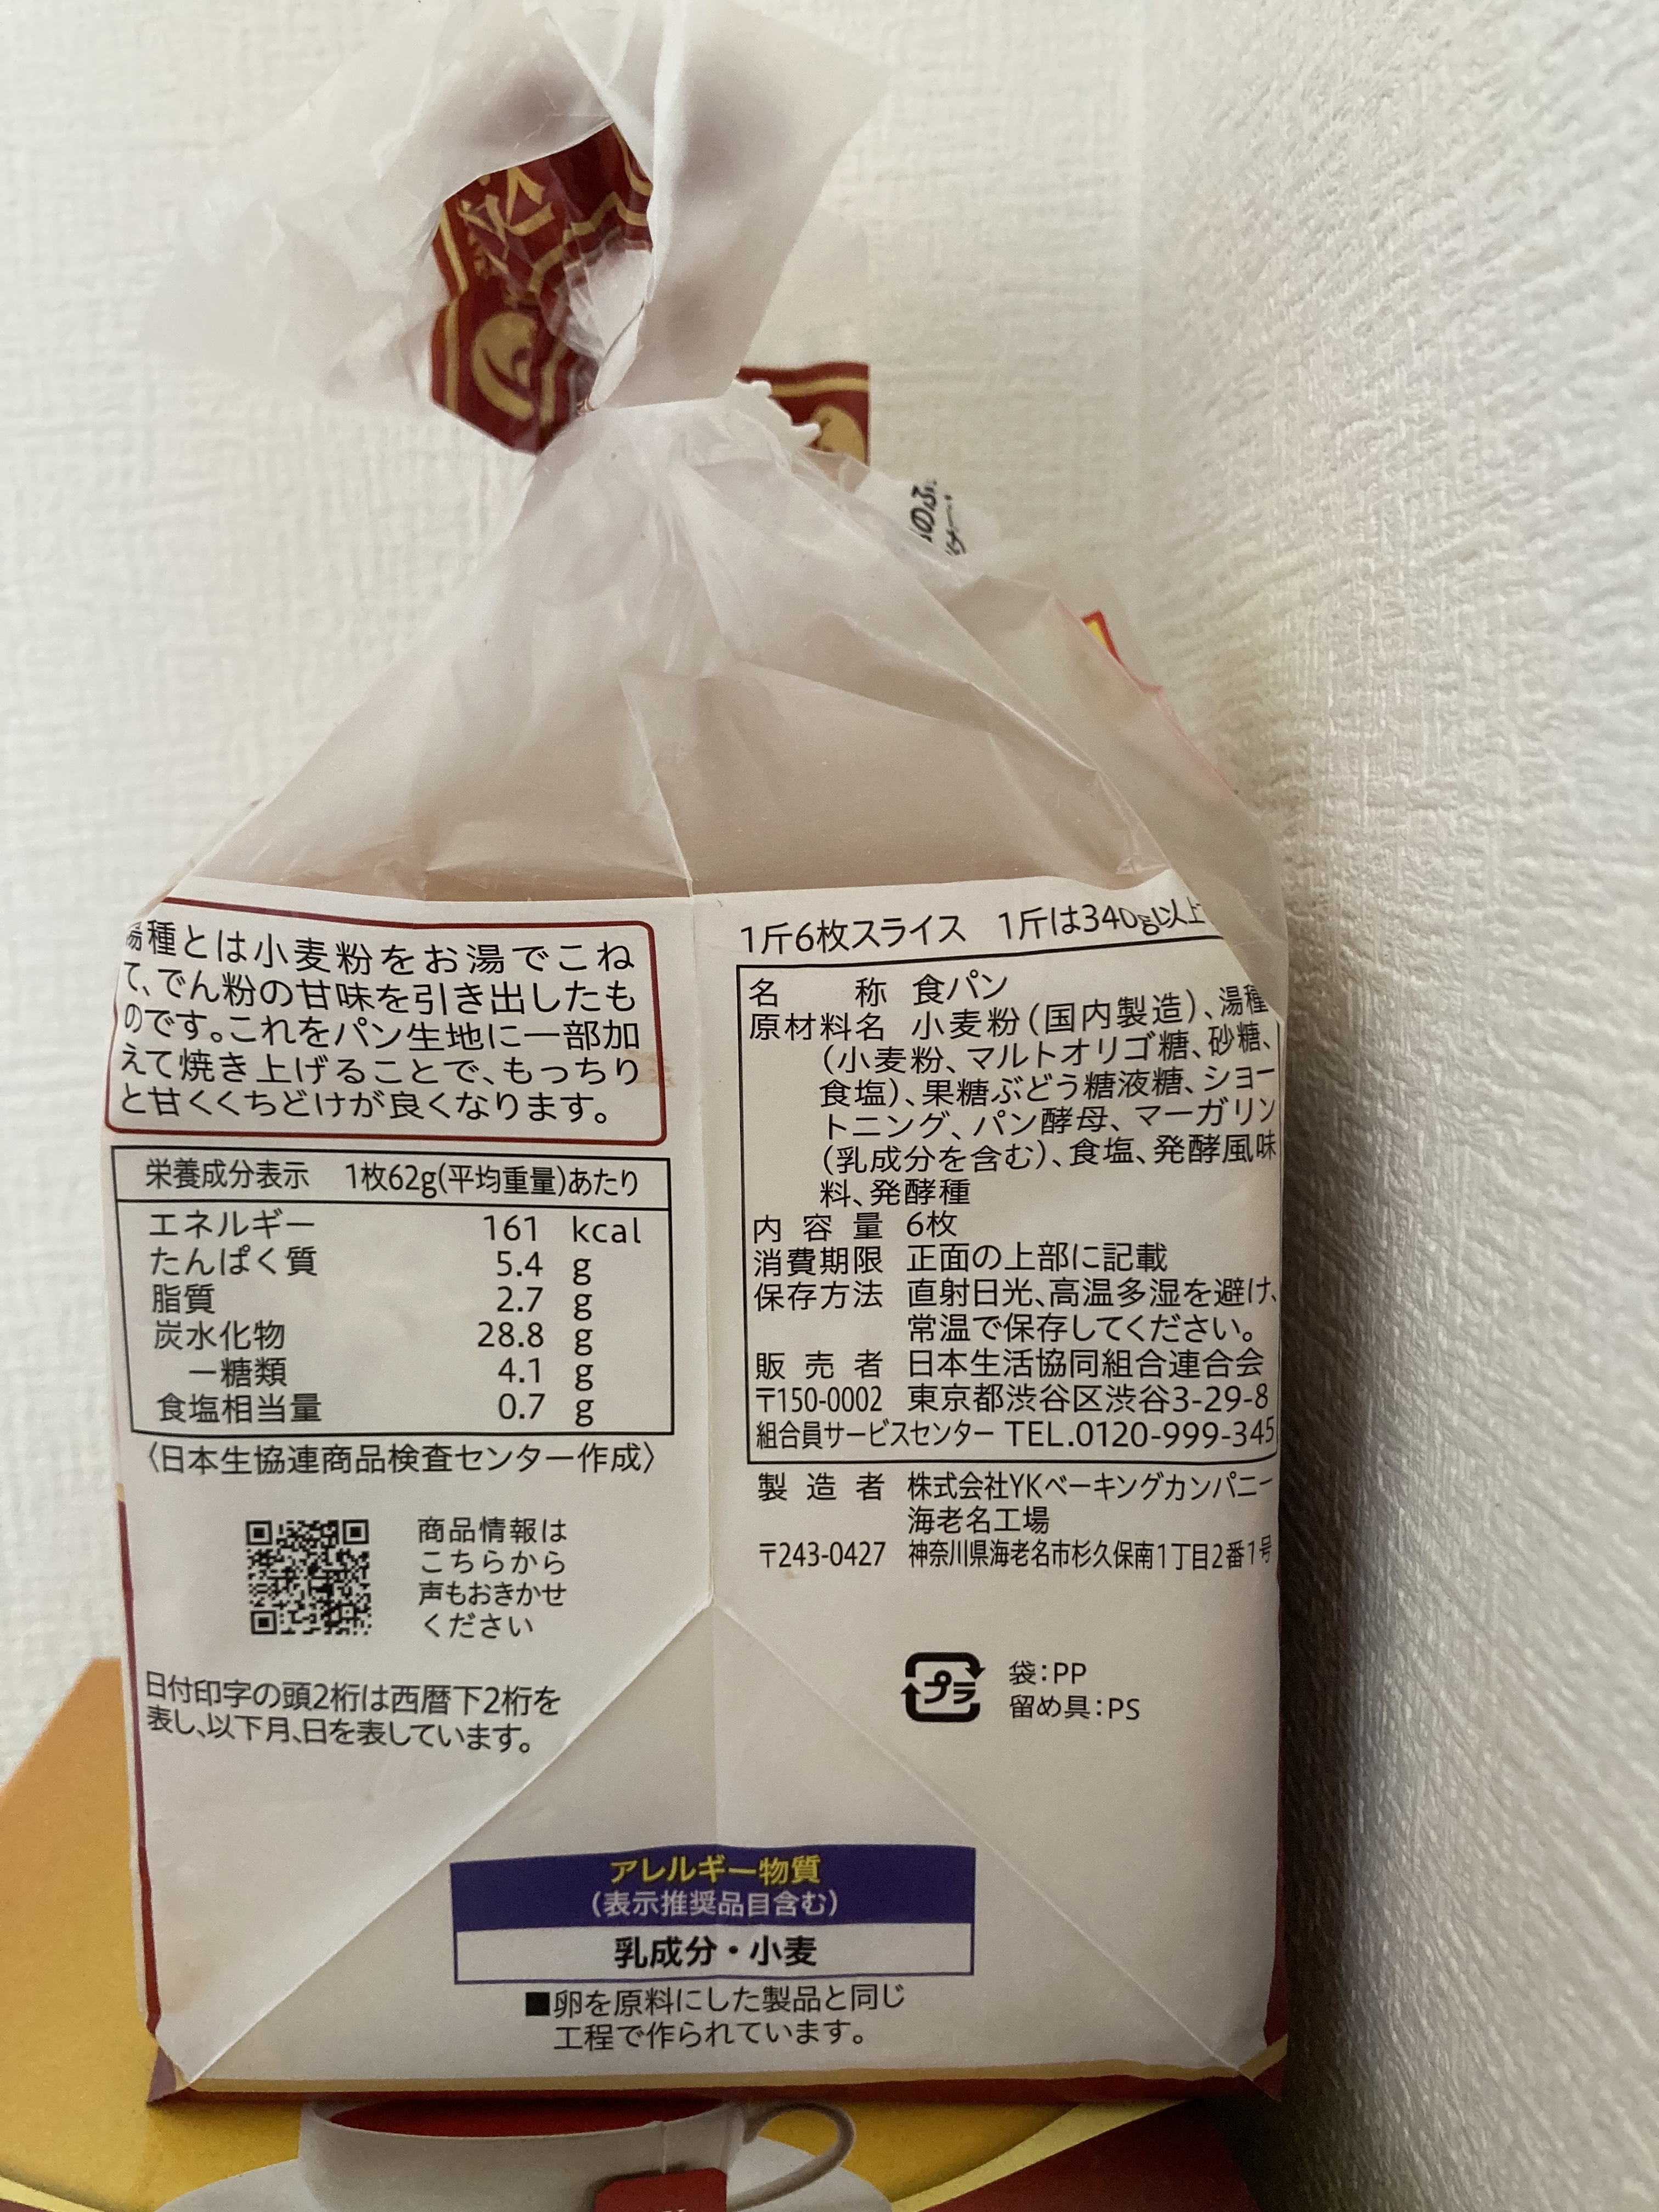 のふ
湯種とは小麦粉をお湯でこね
て、でん粉の甘味を引き出したも
のです。これをパン生地に一部加
えて焼き上げることで、もっちり
と甘くくちどけが良くなります。
栄養成分表示 1枚62g(平均重量)あたり
エネルギー 161 kcal
たんぱく質 5.4 g
脂質 2.7 g
炭水化物 28.8 g
－糖類 4.1 g
食塩相当量 0.7 g
〈日本生協連商品検査センター作成〉
商品情報は
こちらから
声もおきかせ
ください
日付印字の頭2桁は西暦下2桁を
表し、以下月、日を表しています。
1斤6枚スライス 1斤は340g以上
名称 食パン
原材料名 小麦粉(国内製造)、湯種
(小麦粉、マルトオリゴ糖、砂糖、
食塩)、果糖ぶどう糖液糖、ショー
トニング、パン酵母、マーガリン
(乳成分を含む)、食塩、発酵風味
料、発酵種
内容量 6枚
消費期限 正面の上部に記載
保存方法 直射日光、高温多湿を避け、
常温で保存してください。
販売者 日本生活協同組合連合会
〒150-0002 東京都渋谷区渋谷3-29-8
組合員サービスセンター TEL.0120-999-345
製造者 株式会社YKベーキングカンパニー
海老名工場
〒243-0427 神奈川県海老名市杉久保南1丁目2番1号
プラ
袋:PP
留め具:PS
アレルギー物質
(表示推奨品目含む)
乳成分・小麦
■卵を原料にした製品と同じ
工程で作られています。